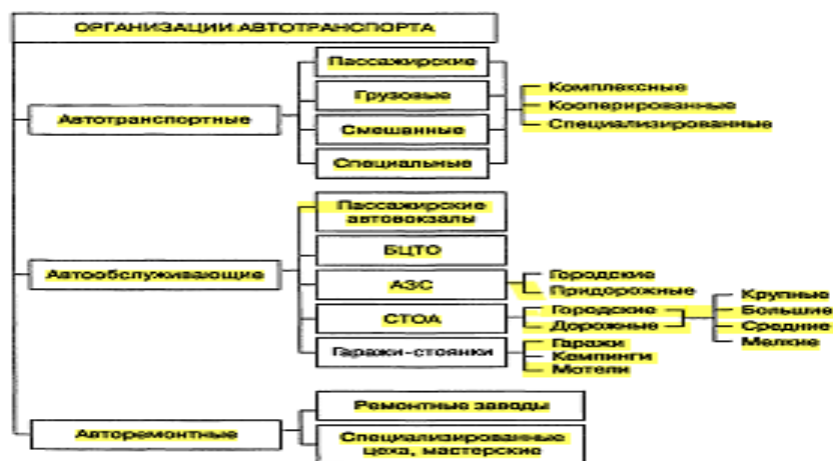 ОРГАНИЗАЦИИ АВТОТРАНСПОРТА
Автотранспортные
Пассажирские
Грузовые
Смешанные
Специальные
Комплексные
Кооперированные
Специализированные
Автообслуживающие
Пассажирские
автовокзалы
БЦТО
АЗС
Городские
Придорожные
СТОА
Городские
Дорожные
Крупные
Большие
Средние
Мелкие
Гаражи-стоянки
Гаражи
Кемпинги
Мотели
Авторемонтные
Ремонтные заводы
Специализированные
цеха, мастерские